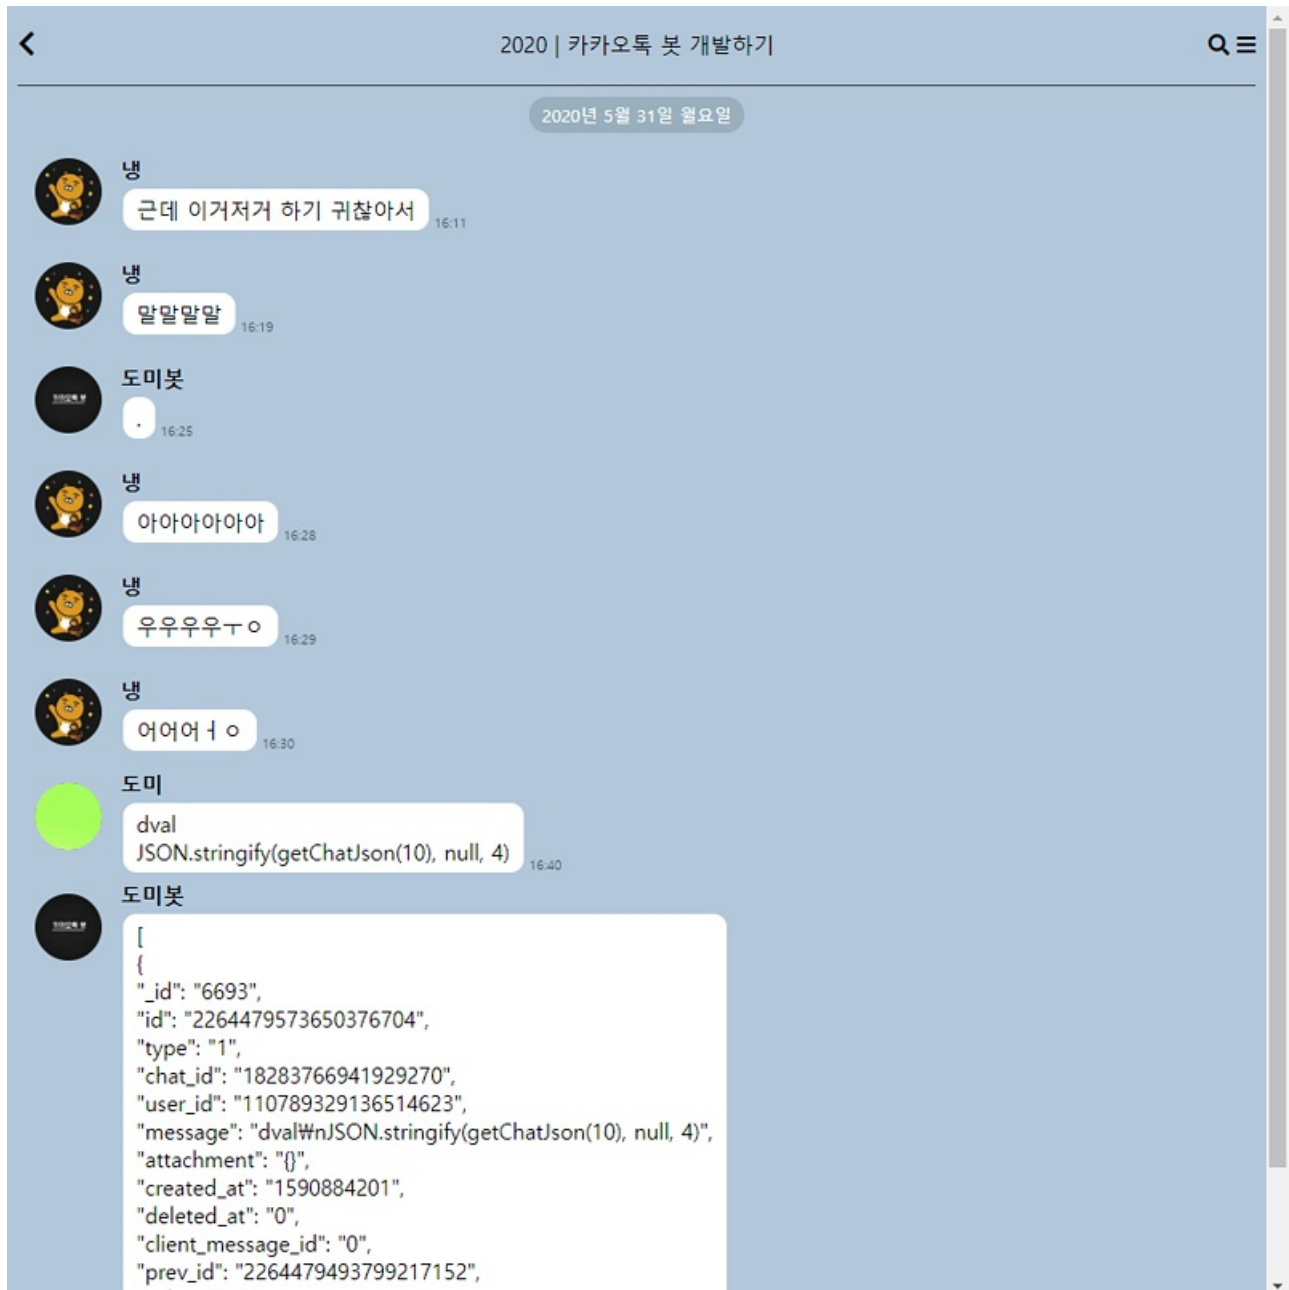 2020 | 카카오톡 봇 개발하기
2020년 5월 31일 월요일
냥
근데 이거저거 하기 귀찮아서
16:11
냥
말말말말
16:19
도미봇
.
16:25
냥
아아아아아아
16:28
냥
우우우우ㅜㅇ
16:29
냥
어어어ㅓㅇ
16:30
도미
dval
JSON.stringify(getChatJson(10), null, 4)
16:40
도미봇
[
{
"_id": "6693",
"id": "2264479573650376704",
"type": "1",
"chat_id": "18283766941929270",
"user_id": "110789329136514623",
"message": "dval₩nJSON.stringify(getChatJson(10), null, 4)",
"attachment": "{}",
"created_at": "1590884201",
"deleted_at": "0",
"client_message_id": "0",
"prev_id": "2264479493799217152",